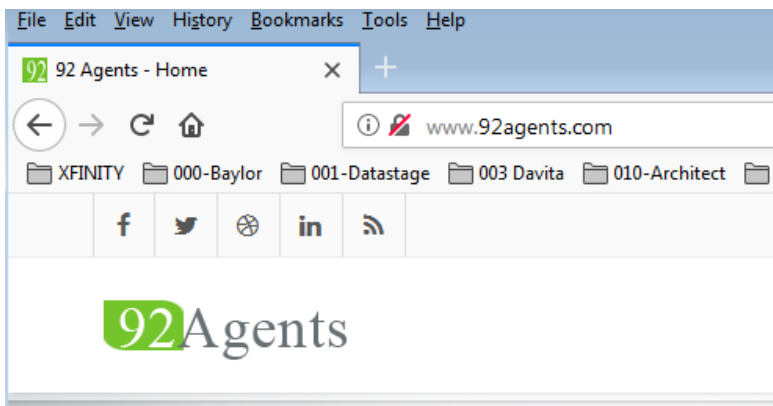 File Edit View History Bookmarks Tools Help
92 92 Agents - Home
www.92agents.com
XFINITY 000-Baylor 001-Datastage 003 Davita 010-Architect
f in
92Agents